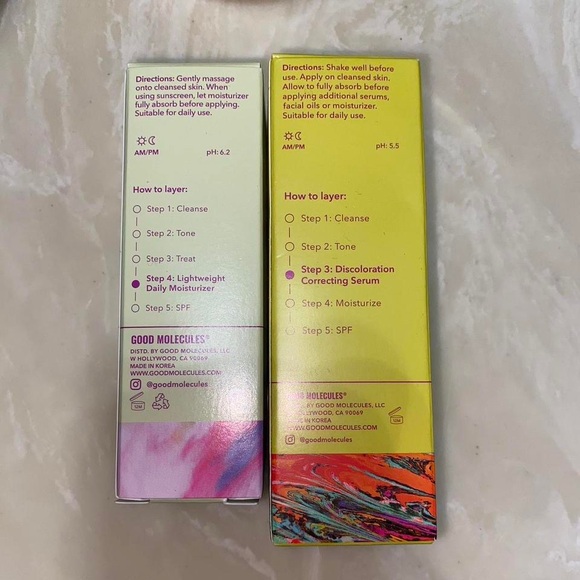 Directions: Gently massage
onto cleansed skin. When
using sunscreen, let moisturizer
fully absorb before applying.
Suitable for daily use.
AM/PM
pH: 6.2
How to layer:
Step 1: Cleanse
Step 2: Tone
Step 3: Treat
Step 4: Lightweight
Daily Moisturizer
Step 5: SPF
GOOD MOLECULES®
DISTD. BY GOOD MOLECULES, LLC
W HOLLYWOOD, CA 90069
MADE IN KOREA
WWW.GOODMOLECULES.COM
@goodmolecules
12M
Directions: Shake well before
use. Apply on cleansed skin.
Allow to fully absorb before
applying additional serums,
facial oils or moisturizer.
Suitable for daily use.
AM/PM
pH: 5.5
How to layer:
Step 1: Cleanse
Step 2: Tone
Step 3: Discoloration
Correcting Serum
Step 4: Moisturize
Step 5: SPF
MOLECULES®
BY GOOD MOLECULES, LLC
HOLLYWOOD, CA 90069
IN KOREA
WWW.GOODMOLECULES.COM
@goodmolecules